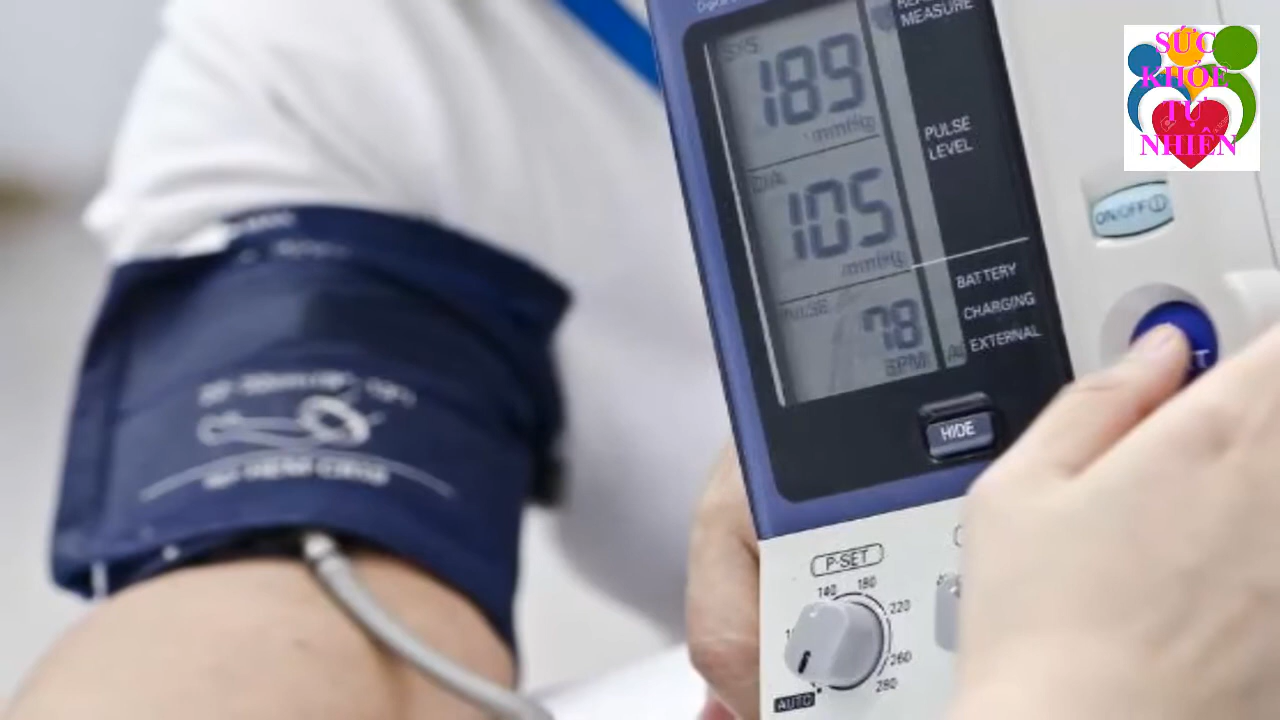 MEASURE
SYS
189
mmHg
PULSE
LEVEL
DIA
105
mmHg
BATTERY
CHARGING
EXTERNAL
PULSE
78
BPM
HIDE
ON/OFF
P-SET
140
180
220
260
280
AUTO
SỨC
KHỎE
TỰ
NHIÊN